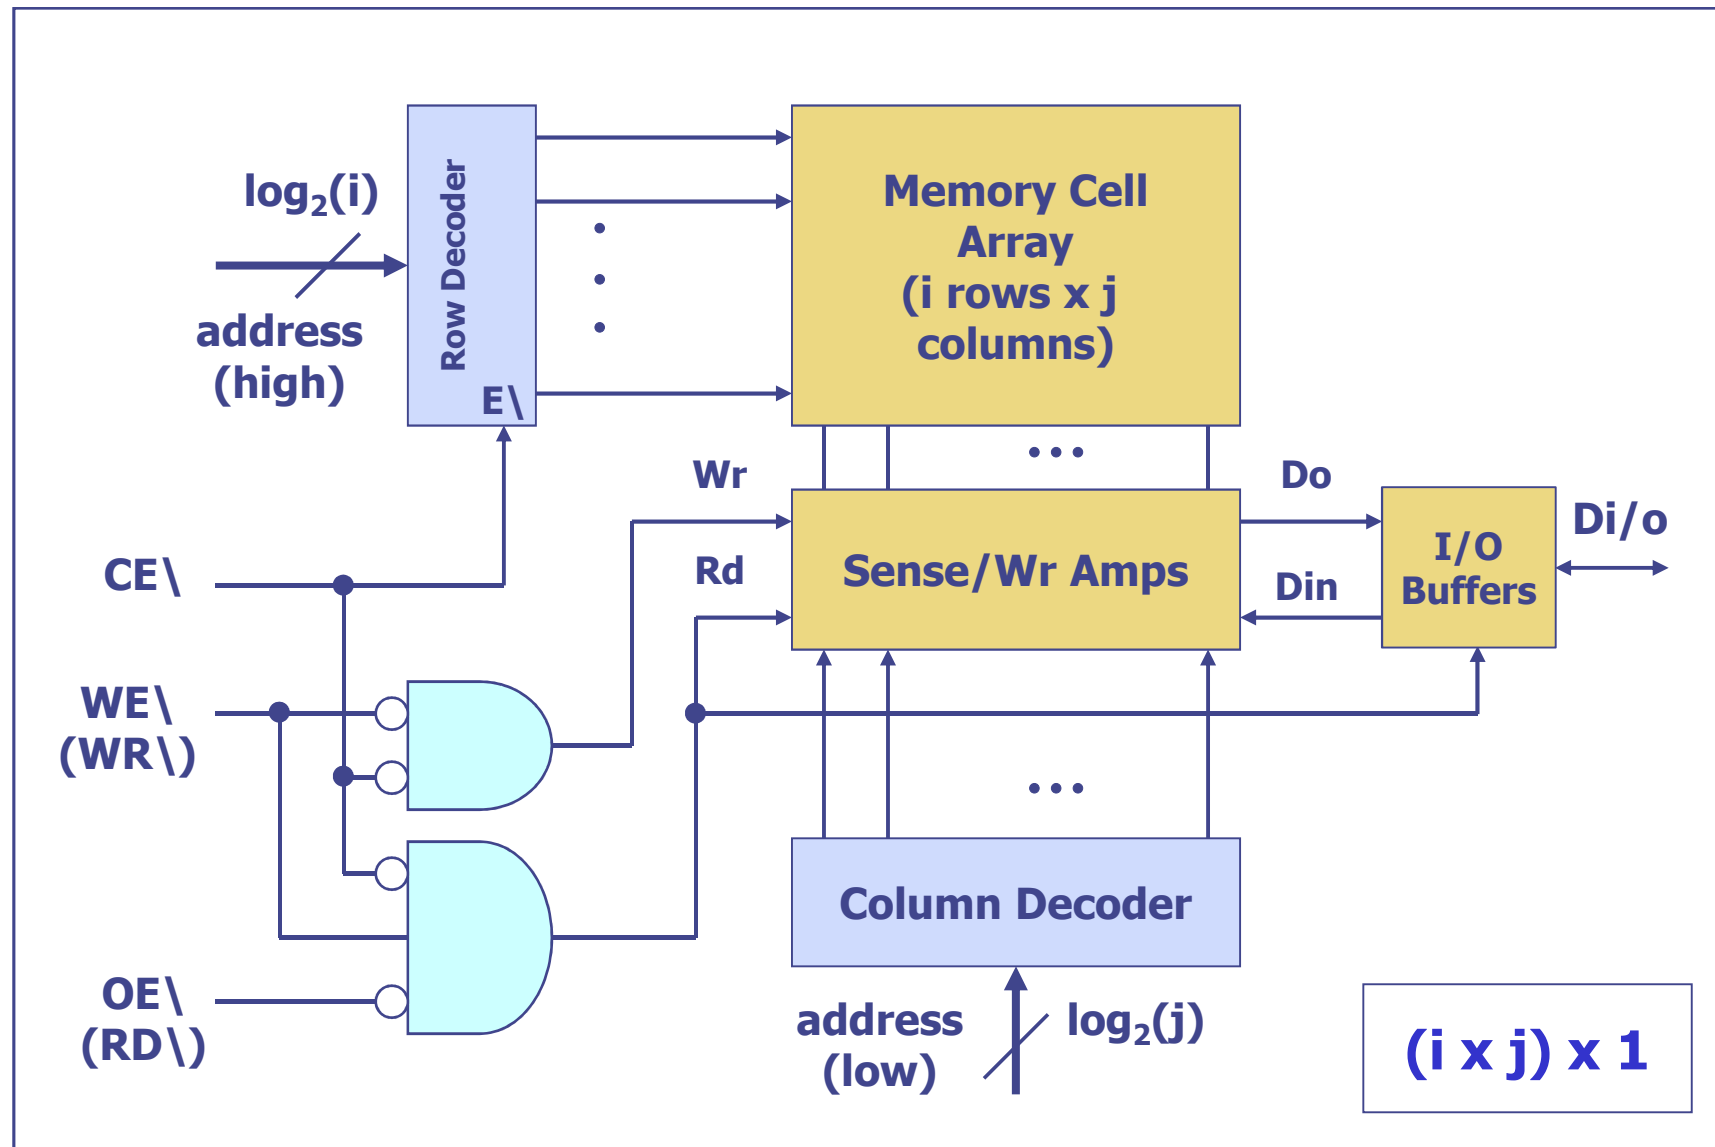 log₂(i)
address
(high)
Row Decoder
E\
Memory Cell
Array
(i rows x j
columns)
...
Wr
Rd
Sense/Wr Amps
Do
Din
I/O
Buffers
Di/o
CE\
WE\
(WR\)
OE\
(RD\)
...
Column Decoder
address
(low)
log₂(j)
(i x j) x 1